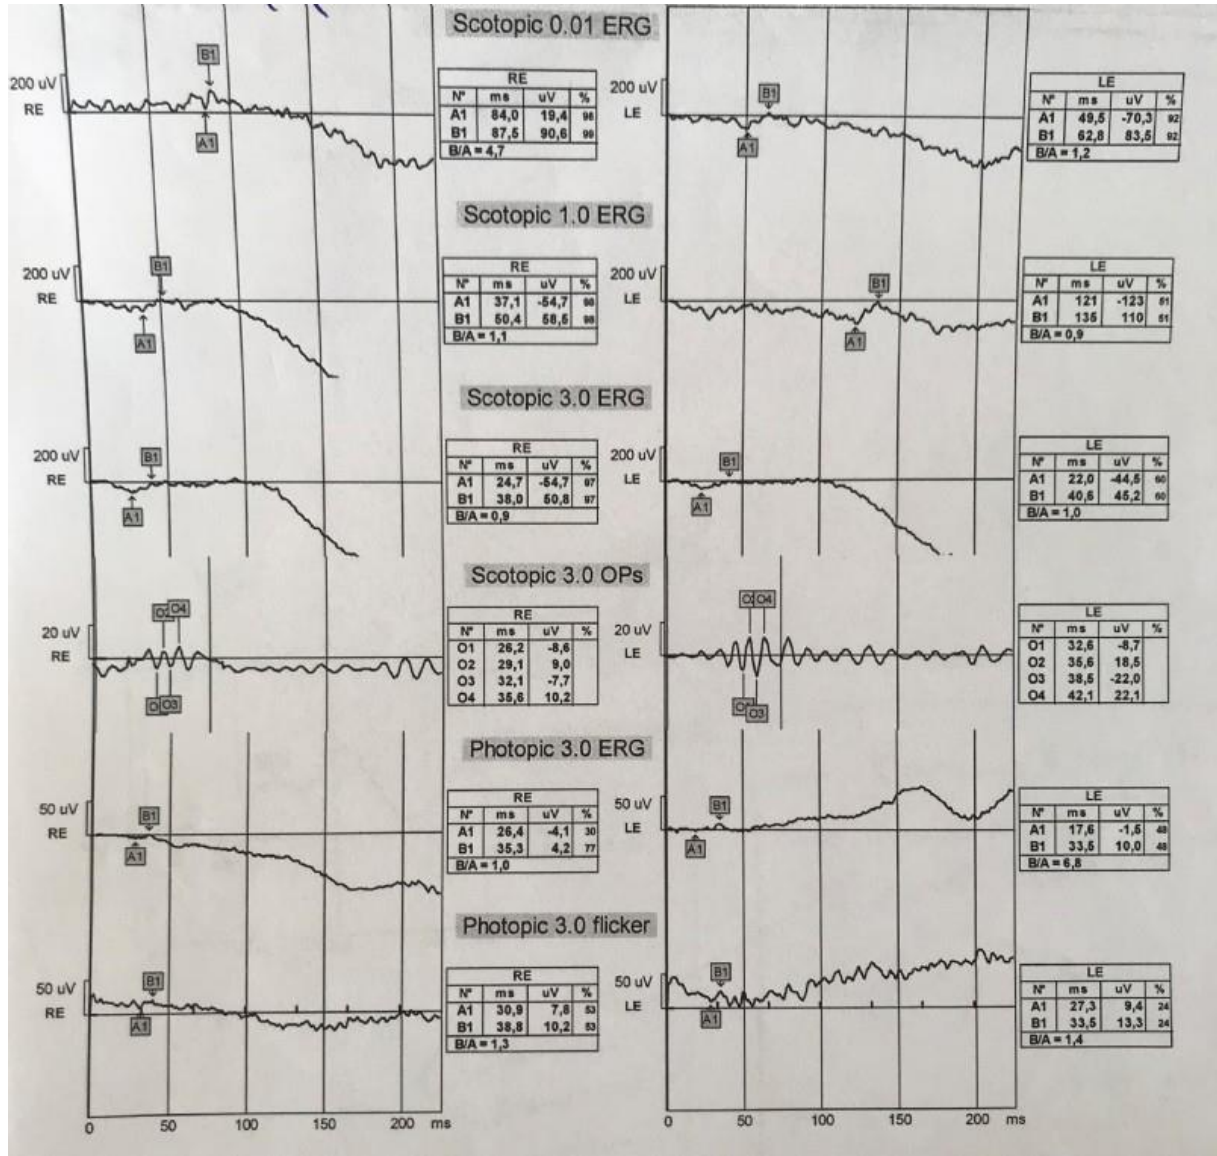 Scotopic 0.01 ERG
200 uV
RE
B1
A1
RE
N° ms uV %
A1 84,0 19,4 98
B1 87,5 90,6 99
B/A = 4,7
200 uV
LE
B1
A1
LE
N° ms uV %
A1 49,5 -70,3 92
B1 62,8 83,5 92
B/A = 1,2
Scotopic 1.0 ERG
200 uV
RE
B1
A1
RE
N° ms uV %
A1 37,1 -54,7 98
B1 50,4 58,5 98
B/A = 1,1
200 uV
LE
B1
A1
LE
N° ms uV %
A1 121 -123 51
B1 135 110 51
B/A = 0,9
Scotopic 3.0 ERG
200 uV
RE
B1
A1
RE
N° ms uV %
A1 24,7 -54,7 97
B1 38,0 50,8 97
B/A = 0,9
200 uV
LE
B1
A1
LE
N° ms uV %
A1 22,0 -44,5 60
B1 40,6 45,2 60
B/A = 1,0
Scotopic 3.0 OPs
20 uV
RE
O4
O3
RE
N° ms uV %
O1 26,2 -8,6
O2 29,1 9,0
O3 32,1 -7,7
O4 35,6 10,2
20 uV
LE
O4
O3
LE
N° ms uV %
O1 32,6 -8,7
O2 35,6 18,5
O3 38,5 -22,0
O4 42,1 22,1
Photopic 3.0 ERG
50 uV
RE
B1
A1
RE
N° ms uV %
A1 26,4 -4,1 30
B1 35,3 4,2 77
B/A = 1,0
50 uV
LE
B1
A1
LE
N° ms uV %
A1 17,6 -1,5 48
B1 33,5 10,0 48
B/A = 6,8
Photopic 3.0 flicker
50 uV
RE
B1
A1
RE
N° ms uV %
A1 30,9 7,8 53
B1 38,8 10,2 53
B/A = 1,3
50 uV
LE
B1
A1
LE
N° ms uV %
A1 27,3 9,4 24
B1 33,5 13,3 24
B/A = 1,4
0 50 100 150 200 ms
0 50 100 150 200 ms